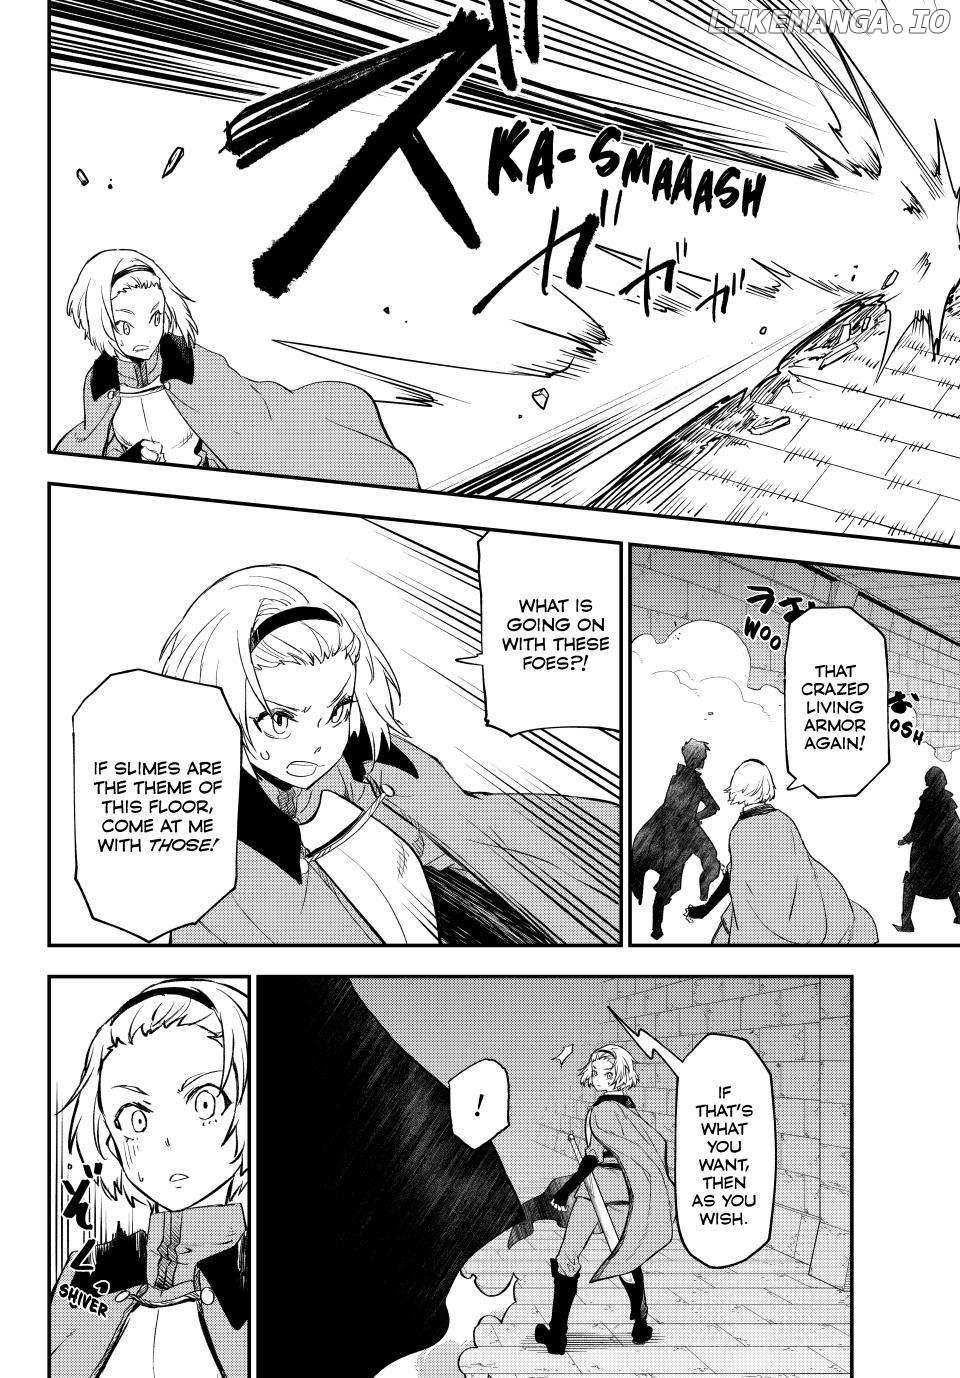 LIKEMANGA.IO
KA-SMAAASH
ガガガ
WHAT IS
GOING ON
WITH THESE
FOES?!
IF SLIMES ARE
THE THEME OF
THIS FLOOR,
COME AT ME
WITH THOSE!
WOO
OSH
THAT
CRAZED
LIVING
ARMOR
AGAIN!
!
IF
THAT'S
WHAT
YOU
WANT,
THEN
AS YOU
WISH.
SHIVER